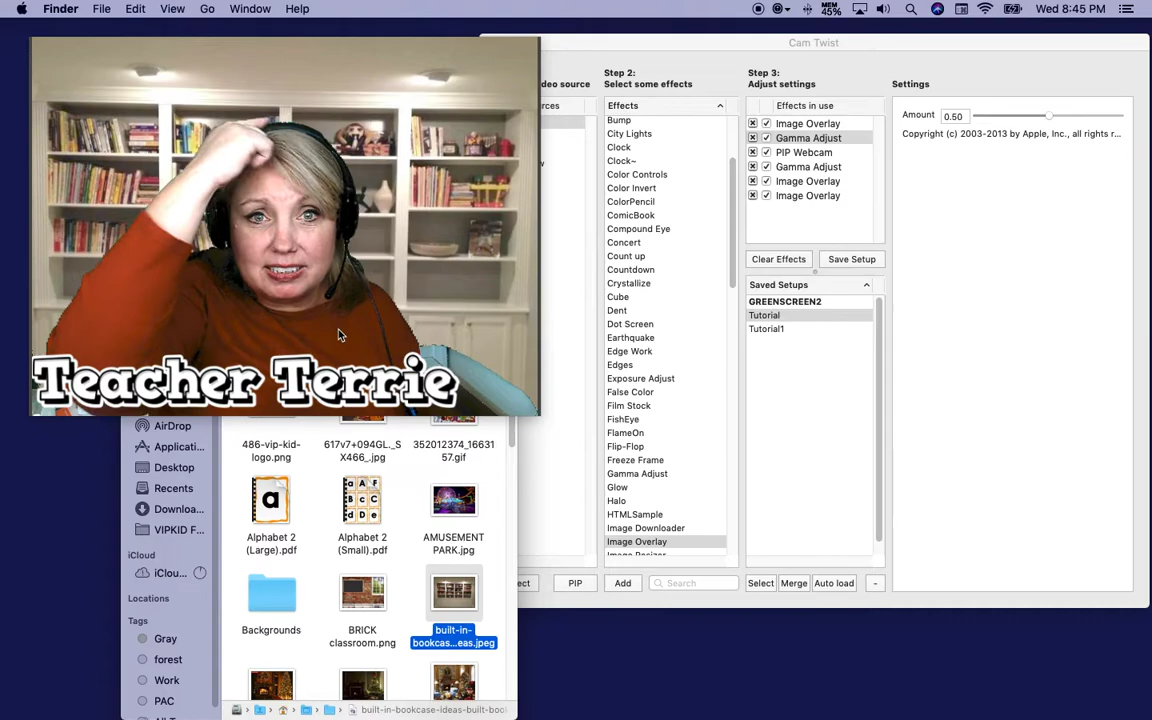 Finder File Edit View Go Window Help
MEM
45%
Wed 8:45 PM
Cam Twist
Step 2:
Step 3:
Select some effects
Adjust settings
Settings
Effects
Effects in use
Bump
City Lights
Clock
Clock~
Color Controls
Color Invert
ColorPencil
ComicBook
Compound Eye
Concert
Count up
Countdown
Crystallize
Cube
Dent
Dot Screen
Earthquake
Edge Work
Edges
Exposure Adjust
False Color
Film Stock
FishEye
FlameOn
Flip-Flop
Freeze Frame
Gamma Adjust
Glow
Halo
HTMLSample
Image Downloader
Image Overlay
Image Resizer
Add
Search
PIP
ect
deo source
rces
w
Image Overlay
Gamma Adjust
PIP Webcam
Gamma Adjust
Image Overlay
Image Overlay
Clear Effects
Save Setup
Saved Setups
GREENSCREEN2
Tutorial
Tutorial1
Select Merge Auto load -
Amount 0.50
Copyright (c) 2003-2013 by Apple, Inc., all rights r...
Teacher Terrie
AirDrop
Applicati...
Desktop
Recents
Downloa...
VIPKID F...
iCloud
iClou...
Locations
Tags
Gray
forest
Work
PAC
486-vip-kid-
logo.png
617v7+094GL._S
X466_.jpg
352012374_16631
57.gif
Alphabet 2
(Large).pdf
Alphabet 2
(Small).pdf
AMUSEMENT
PARK.jpg
Backgrounds
BRICK
classroom.png
built-in-
bookcas...eas.jpeg
built-in-bookcase-ideas-built-boo